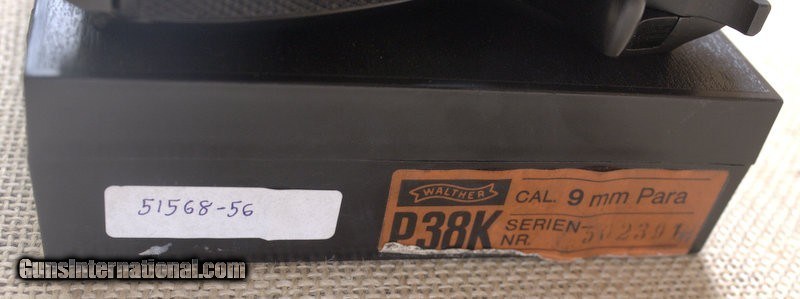 51568-56
WALTHER
CAL. 9 mm Para
P38K
SERIEN-
NR.
GunsInternational.com